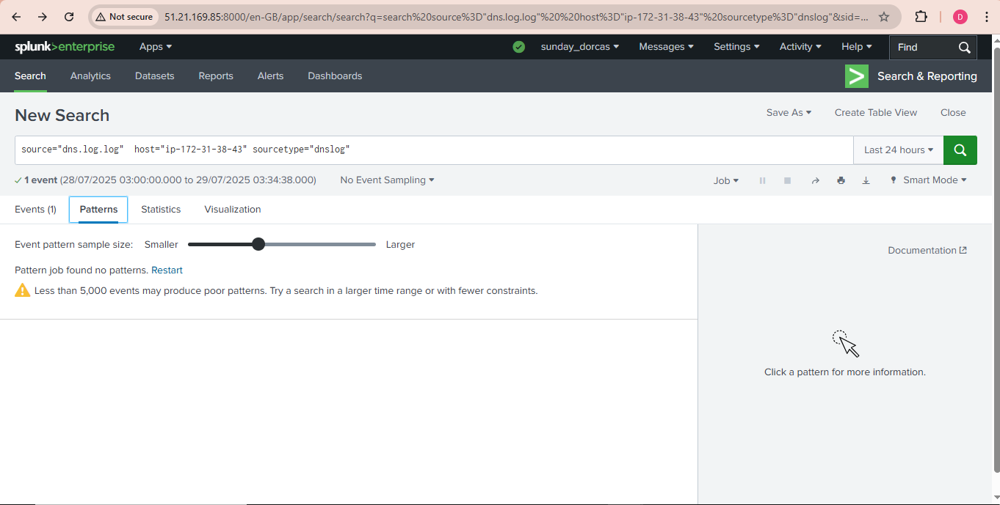 Not secure 51.21.169.85:8000/en-GB/app/search/search?q=search%20source%3D"dns.log.log"%20%20host%3D"ip-172-31-38-43"%20sourcetype%3D"dnslog"&sid=... D
splunk>enterprise Apps sunday_dorcas Messages Settings Activity Help Find
Search Analytics Datasets Reports Alerts Dashboards > Search & Reporting
New Search Save As Create Table View Close
source="dns.log.log"  host="ip-172-31-38-43" sourcetype="dnslog" Last 24 hours
1 event (28/07/2025 03:00:00.000 to 29/07/2025 03:34:38.000) No Event Sampling Job Smart Mode
Events (1) Patterns Statistics Visualization
Event pattern sample size: Smaller Larger
Documentation
Pattern job found no patterns. Restart
Less than 5,000 events may produce poor patterns. Try a search in a larger time range or with fewer constraints.
Click a pattern for more information.